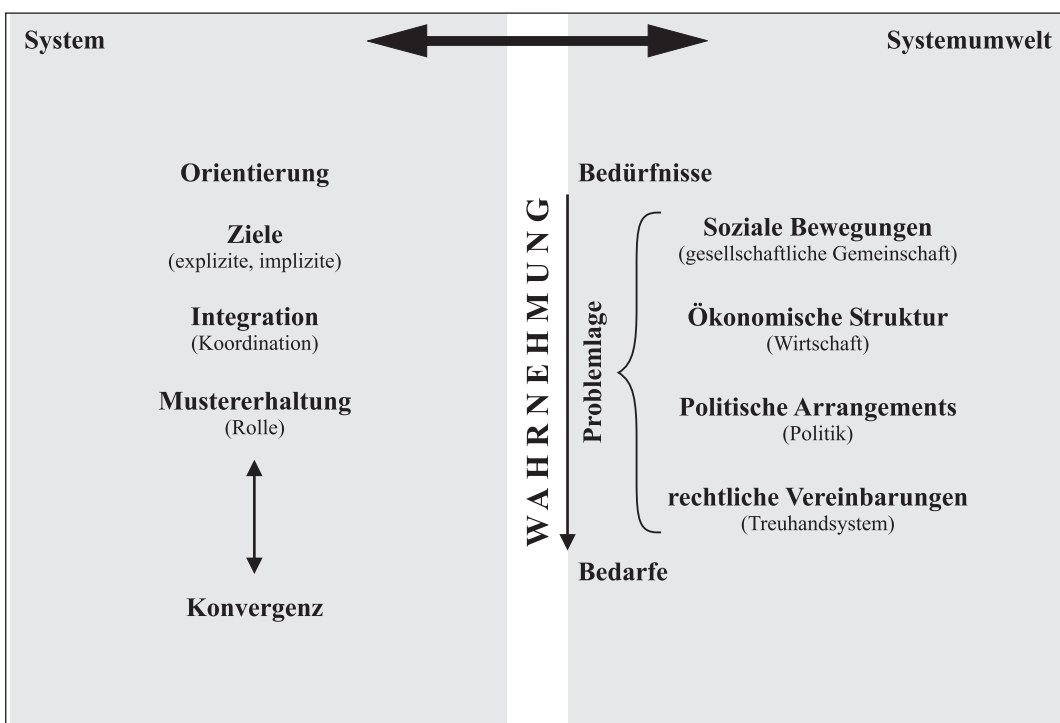 System
Systemumwelt
Orientierung
Ziele
(explizite, implizite)
Integration
(Koordination)
Mustererhaltung
(Rolle)
Konvergenz
WAHRNEHMUNG
Bedürfnisse
Problemlage
Soziale Bewegungen
(gesellschaftliche Gemeinschaft)
Ökonomische Struktur
(Wirtschaft)
Politische Arrangements
(Politik)
rechtliche Vereinbarungen
(Treuhandsystem)
Bedarfe